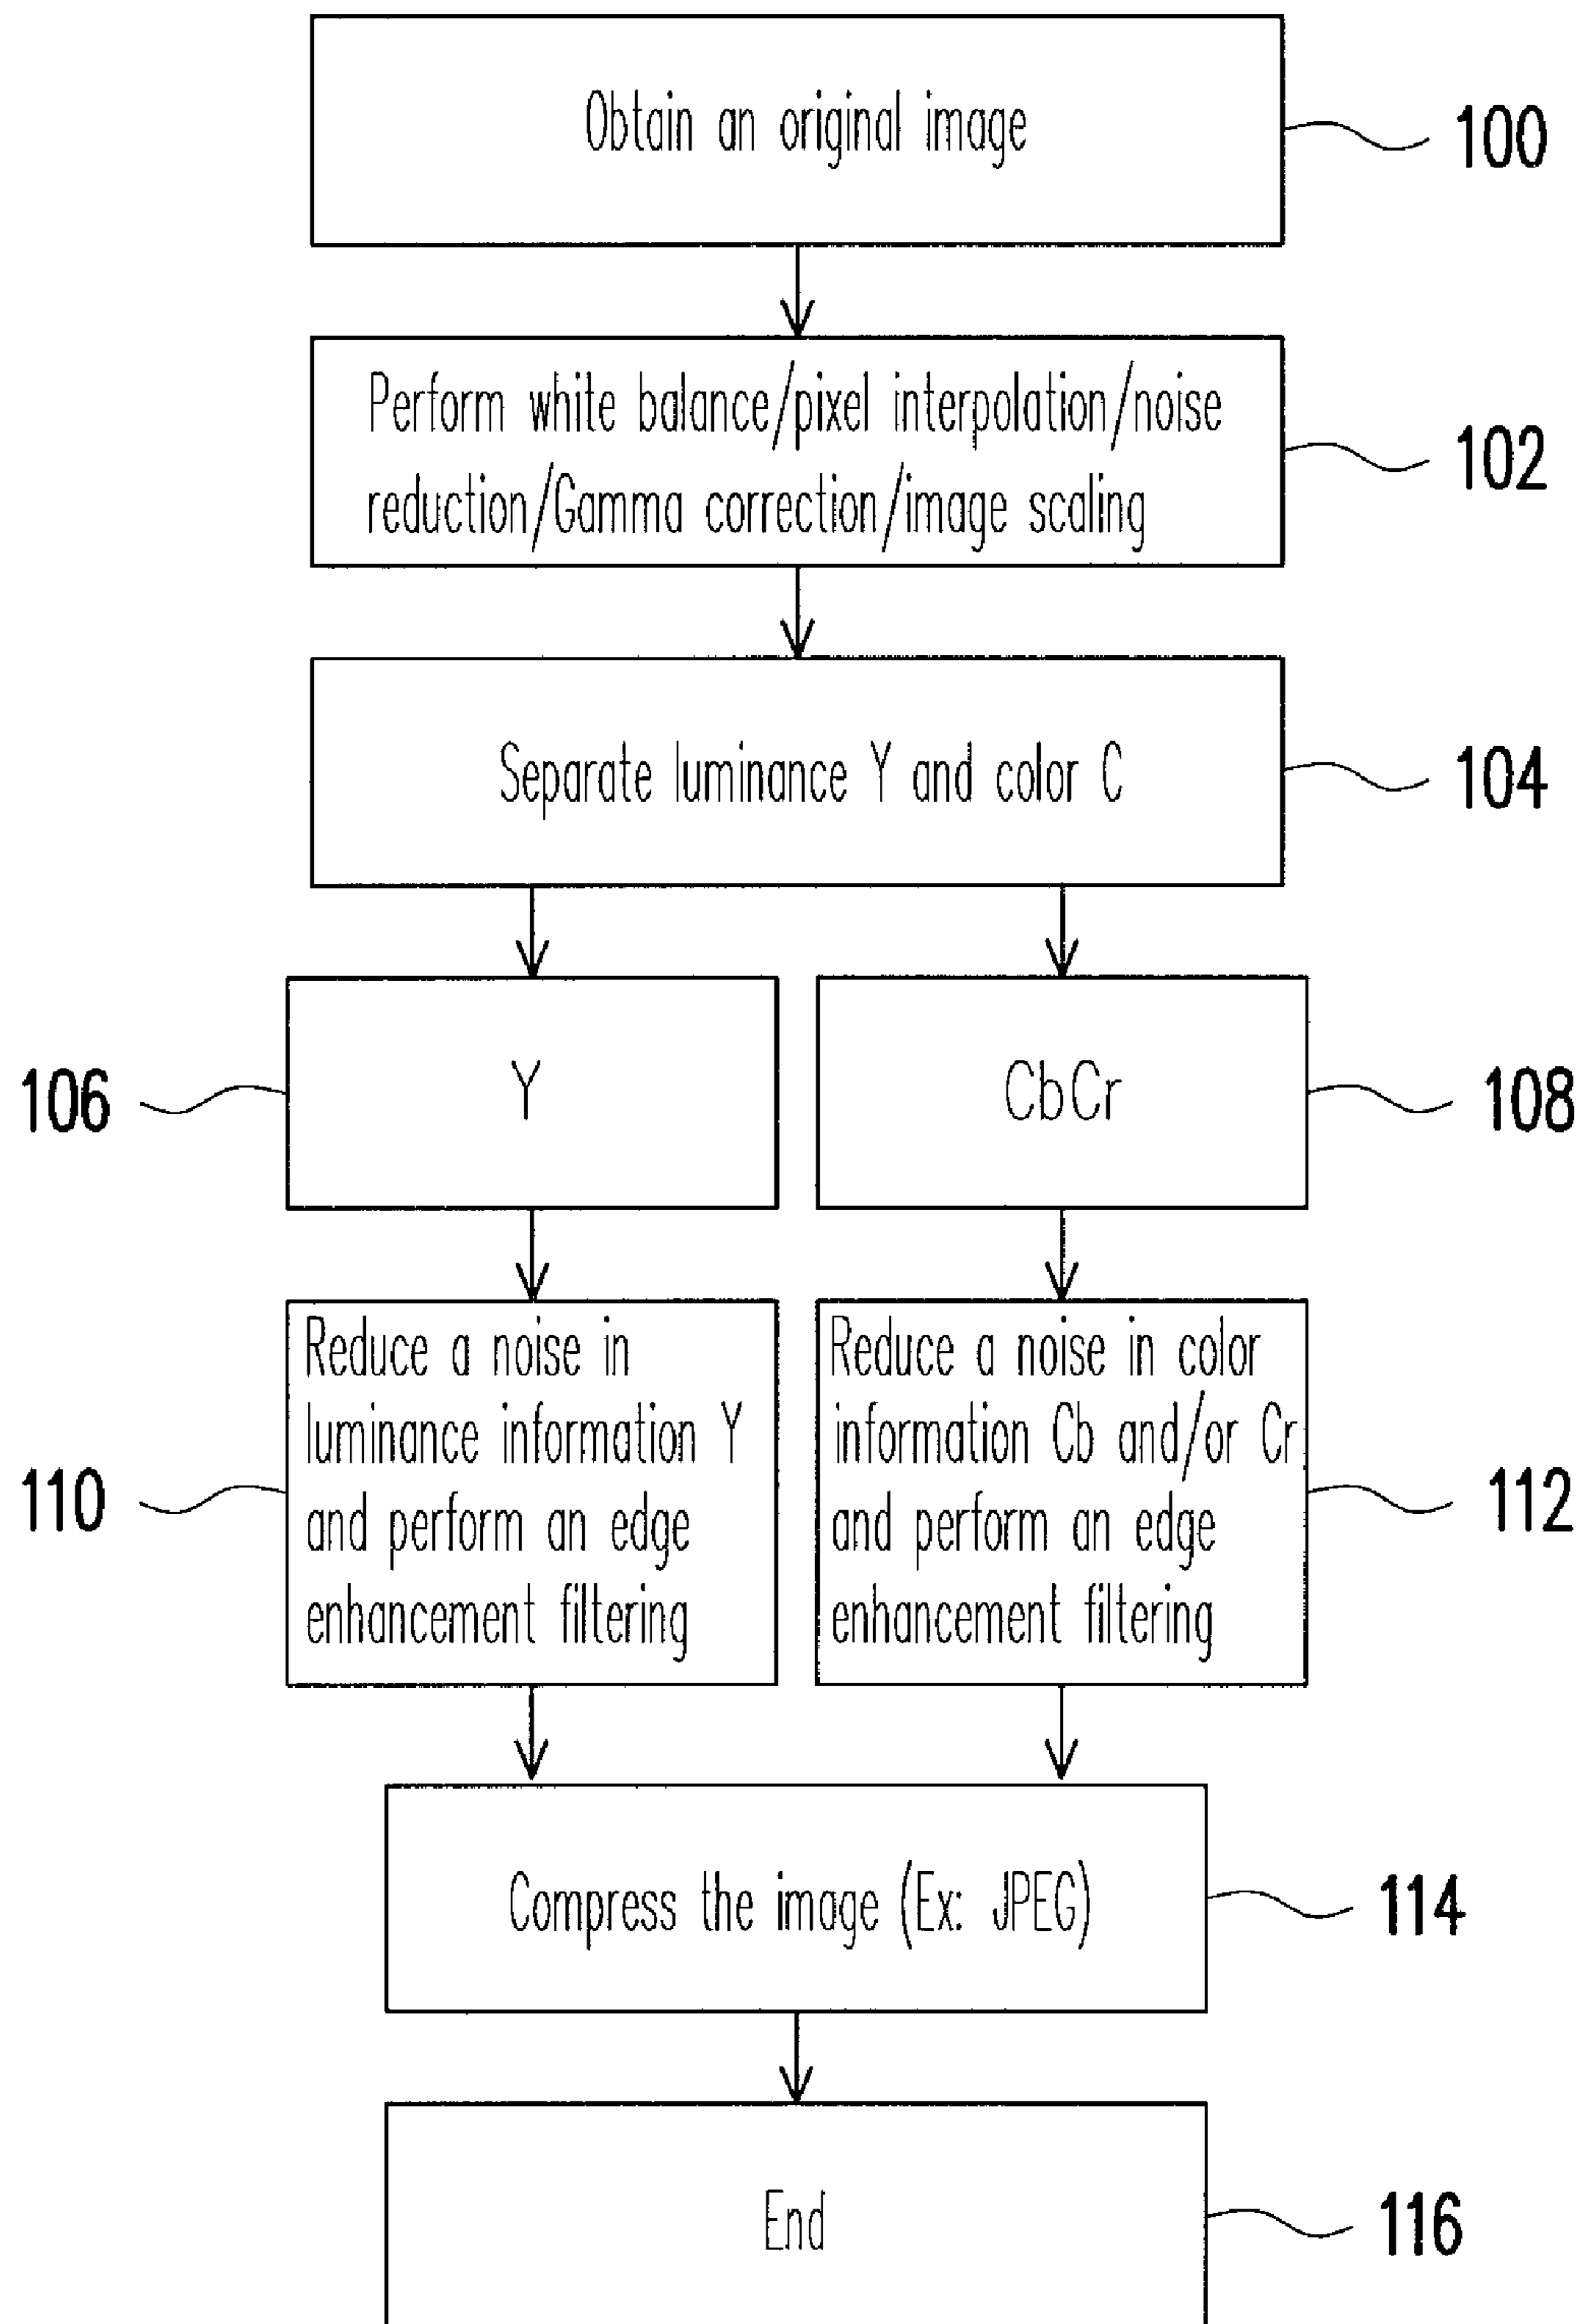 Obtain an original image
100
Perform white balance/pixel interpolation/noise
reduction/Gamma correction/image scaling
102
Separate luminance Y and color C
104
106
Y
CbCr
108
110
Reduce a noise in
luminance information Y
and perform an edge
enhancement filtering
Reduce a noise in color
information Cb and/or Cr
and perform an edge
enhancement filtering
112
Compress the image (Ex: JPEG)
114
End
116